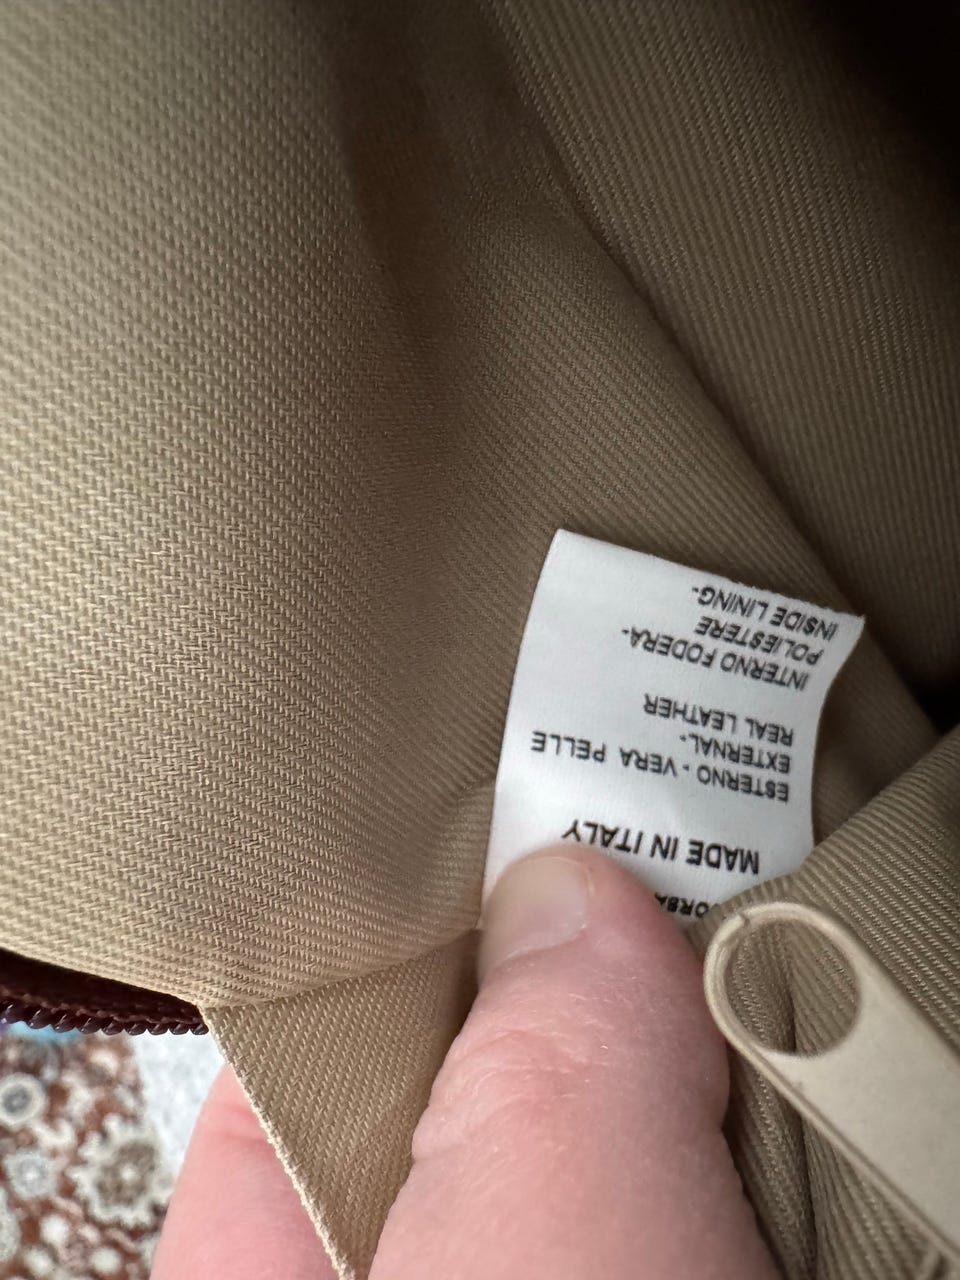 MADE IN ITALY
ESTERNO - VERA PELLE
EXTERNAL-
REAL LEATHER
INTERNO FODERA-
POLIESTERE
INSIDE LINING-